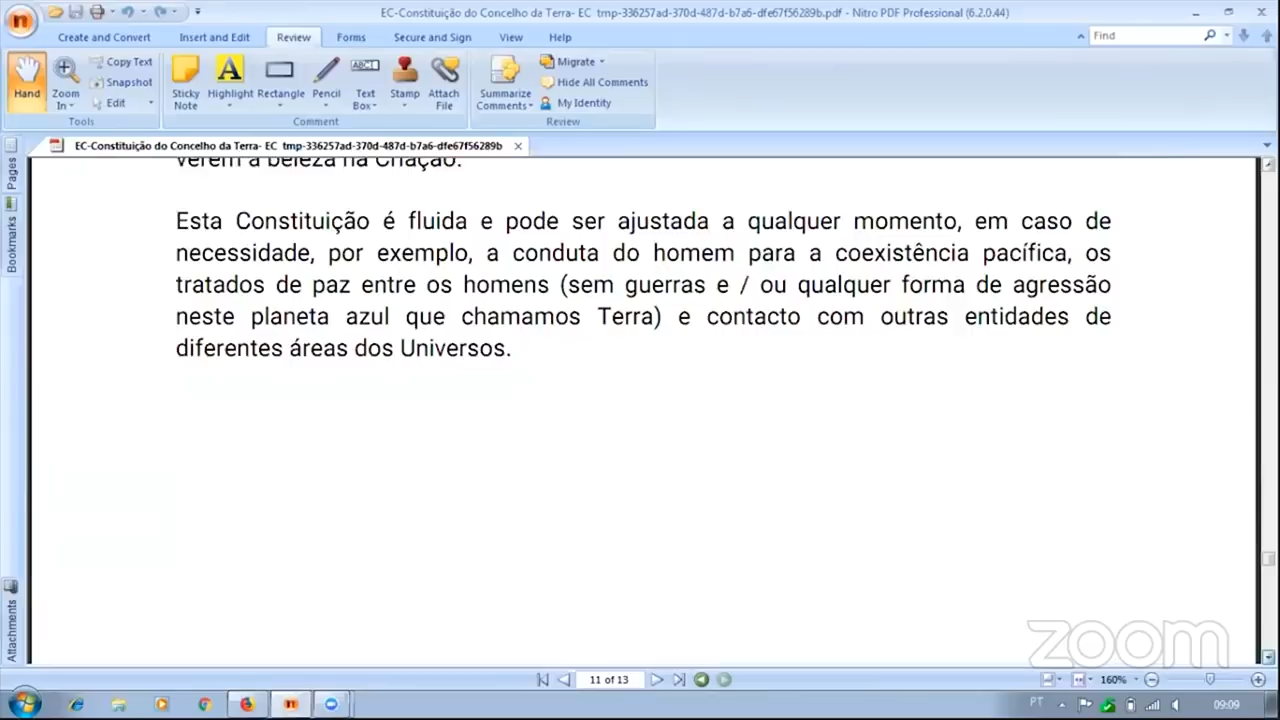 EC-Constituição do Concelho da Terra- EC tmp-336257ad-370d-487d-b7a6-dfe67f56289b.pdf - Nitro PDF Professional (6.2.0.44)
Create and Convert Insert and Edit Review Forms Secure and Sign View Help Find
Hand Zoom In Copy Text Snapshot Edit Sticky Note Highlight Rectangle Pencil Text Box Stamp Attach File Summarize Comments Migrate Hide All Comments My Identity
Tools Comment Review
EC-Constituição do Concelho da Terra- EC tmp-336257ad-370d-487d-b7a6-dfe67f56289b
verem a beleza na Criação.
Esta Constituição é fluida e pode ser ajustada a qualquer momento, em caso de
necessidade, por exemplo, a conduta do homem para a coexistência pacífica, os
tratados de paz entre os homens (sem guerras e / ou qualquer forma de agressão
neste planeta azul que chamamos Terra) e contacto com outras entidades de
diferentes áreas dos Universos.
Pages
Bookmarks
Attachments
zoom
11 of 13 160%
PT 09:09